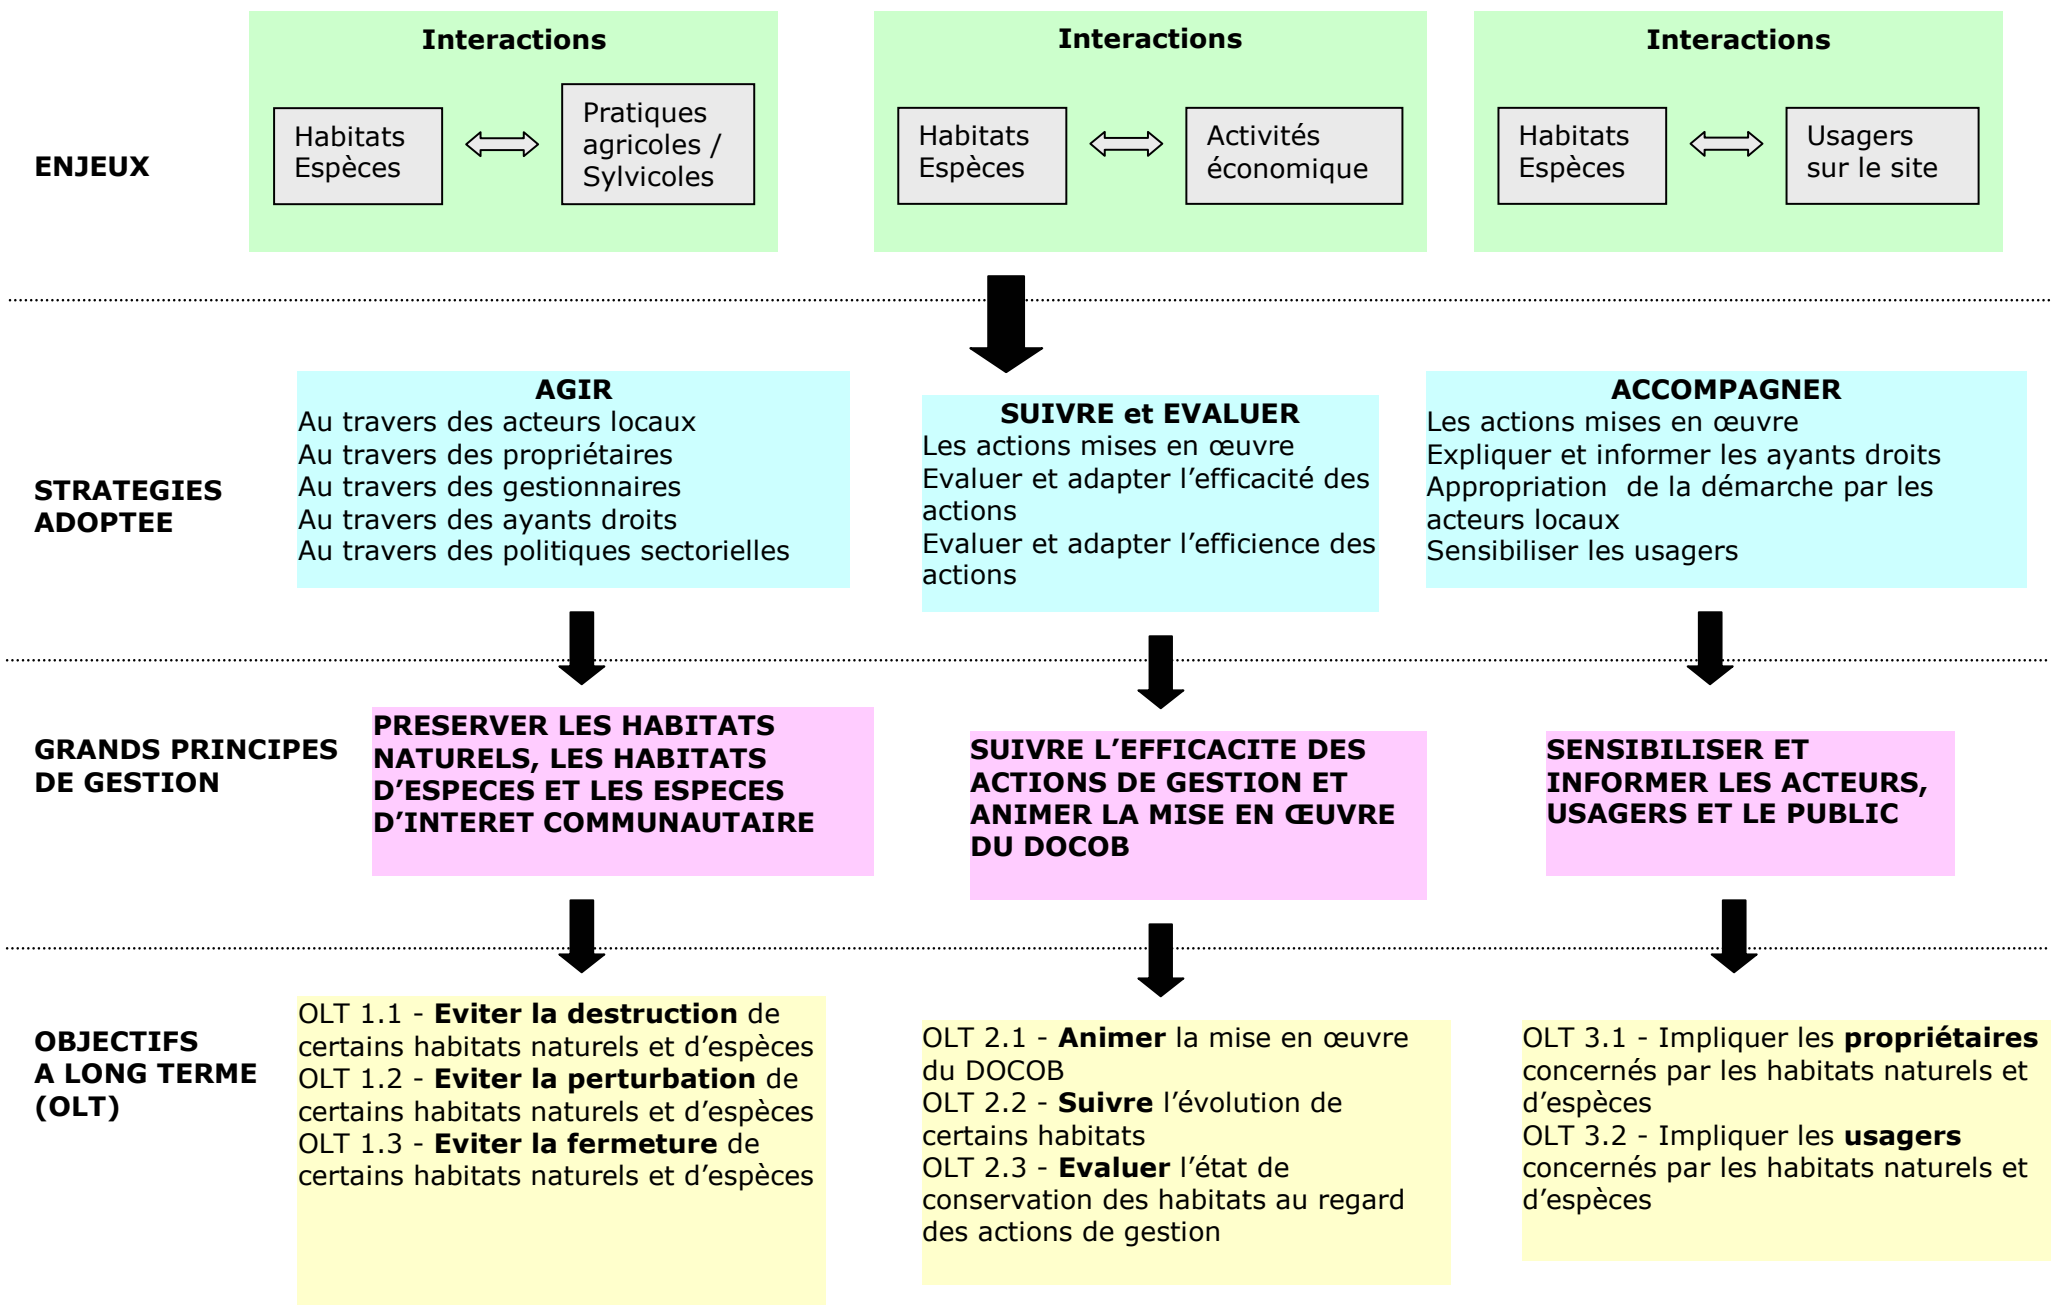 ENJEUX
Interactions
Habitats
Espèces
Pratiques
agricoles /
Sylvicoles
Interactions
Habitats
Espèces
Activités
économique
Interactions
Habitats
Espèces
Usagers
sur le site
STRATEGIES
ADOPTEE
AGIR
Au travers des acteurs locaux
Au travers des propriétaires
Au travers des gestionnaires
Au travers des ayants droits
Au travers des politiques sectorielles
SUIVRE et EVALUER
Les actions mises en œuvre
Evaluer et adapter l’efficacité des
actions
Evaluer et adapter l’efficience des
actions
ACCOMPAGNER
Les actions mises en œuvre
Expliquer et informer les ayants droits
Appropriation  de la démarche par les
acteurs locaux
Sensibiliser les usagers
GRANDS PRINCIPES
DE GESTION
PRESERVER LES HABITATS
NATURELS, LES HABITATS
D’ESPECES ET LES ESPECES
D’INTERET COMMUNAUTAIRE
SUIVRE L’EFFICACITE DES
ACTIONS DE GESTION ET
ANIMER LA MISE EN ŒUVRE
DU DOCOB
SENSIBILISER ET
INFORMER LES ACTEURS,
USAGERS ET LE PUBLIC
OBJECTIFS
A LONG TERME
(OLT)
OLT 1.1 - Eviter la destruction de
certains habitats naturels et d’espèces
OLT 1.2 - Eviter la perturbation de
certains habitats naturels et d’espèces
OLT 1.3 - Eviter la fermeture de
certains habitats naturels et d’espèces
OLT 2.1 - Animer la mise en œuvre
du DOCOB
OLT 2.2 - Suivre l’évolution de
certains habitats
OLT 2.3 - Evaluer l’état de
conservation des habitats au regard
des actions de gestion
OLT 3.1 - Impliquer les propriétaires
concernés par les habitats naturels et
d’espèces
OLT 3.2 - Impliquer les usagers
concernés par les habitats naturels et
d’espèces